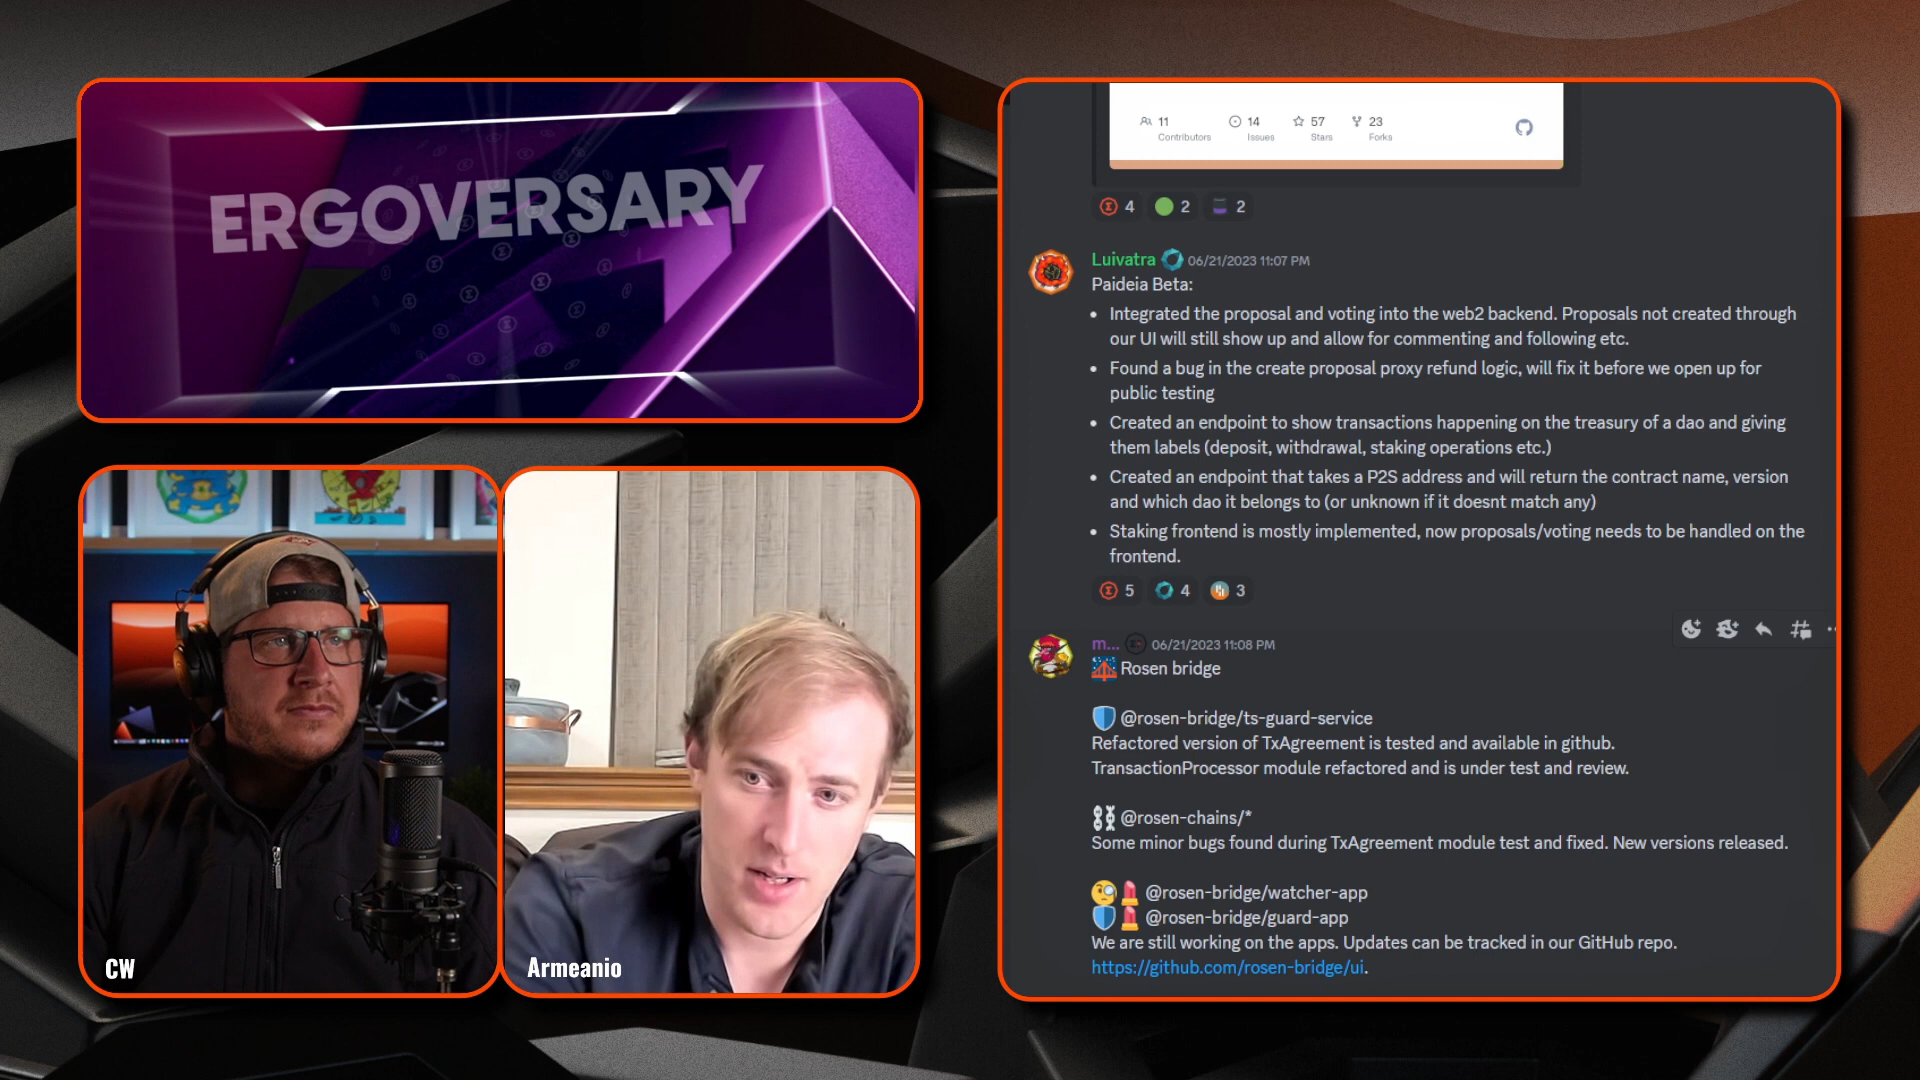 ERGOVERSARY
CW
Armeanio
11
Contributors
14
Issues
57
Stars
23
Forks
4
2
2
Luivatra 06/21/2023 11:07 PM
Paideia Beta:
• Integrated the proposal and voting into the web2 backend. Proposals not created through
our UI will still show up and allow for commenting and following etc.
• Found a bug in the create proposal proxy refund logic, will fix it before we open up for
public testing
• Created an endpoint to show transactions happening on the treasury of a dao and giving
them labels (deposit, withdrawal, staking operations etc.)
• Created an endpoint that takes a P2S address and will return the contract name, version
and which dao it belongs to (or unknown if it doesnt match any)
• Staking frontend is mostly implemented, now proposals/voting needs to be handled on the
frontend.
5
4
3
m... 06/21/2023 11:08 PM
Rosen bridge
@rosen-bridge/ts-guard-service
Refactored version of TxAgreement is tested and available in github.
TransactionProcessor module refactored and is under test and review.
@rosen-chains/*
Some minor bugs found during TxAgreement module test and fixed. New versions released.
@rosen-bridge/watcher-app
@rosen-bridge/guard-app
We are still working on the apps. Updates can be tracked in our GitHub repo.
https://github.com/rosen-bridge/ui.